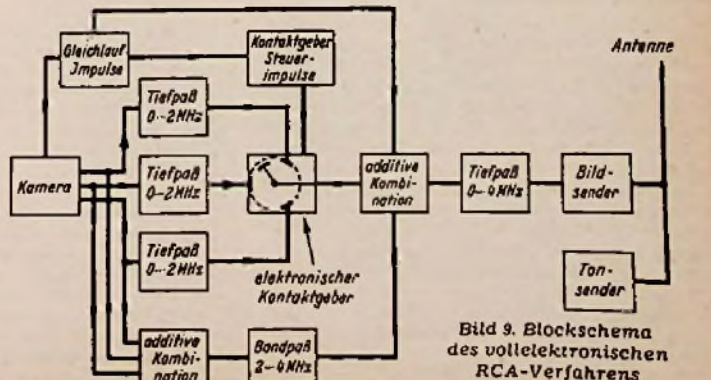 Gleichlauf
Impulse
Kontaktgeber
Steuer-
impulse
Antenne
Tiefpaß
0···2MHz
Kamera
Tiefpaß
0···2MHz
additive
Kombi-
nation
Tiefpaß
0···4MHz
Bild-
sender
Tiefpaß
0···2MHz
elektronischer
Kontaktgeber
Ton-
sender
additive
Kombi-
nation
Bandpaß
2···4MHz
Bild 9. Blockschema
des vollelektronischen
RCA-Verfahrens